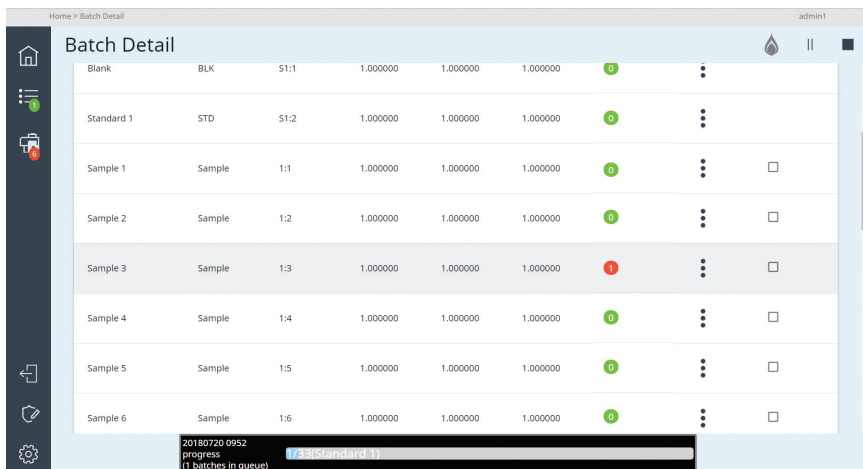 Home > Batch Detail admin1
Batch Detail
Blank BLK S1:1 1.000000 1.000000 1.000000 0
1
Standard 1 STD S1:2 1.000000 1.000000 1.000000 0
6
Sample 1 Sample 1:1 1.000000 1.000000 1.000000 0
Sample 2 Sample 1:2 1.000000 1.000000 1.000000 0
Sample 3 Sample 1:3 1.000000 1.000000 1.000000 1
Sample 4 Sample 1:4 1.000000 1.000000 1.000000 0
Sample 5 Sample 1:5 1.000000 1.000000 1.000000 0
Sample 6 Sample 1:6 1.000000 1.000000 1.000000 0
20180720 0952
progress 1/33(Standard 1)
(1 batches in queue)